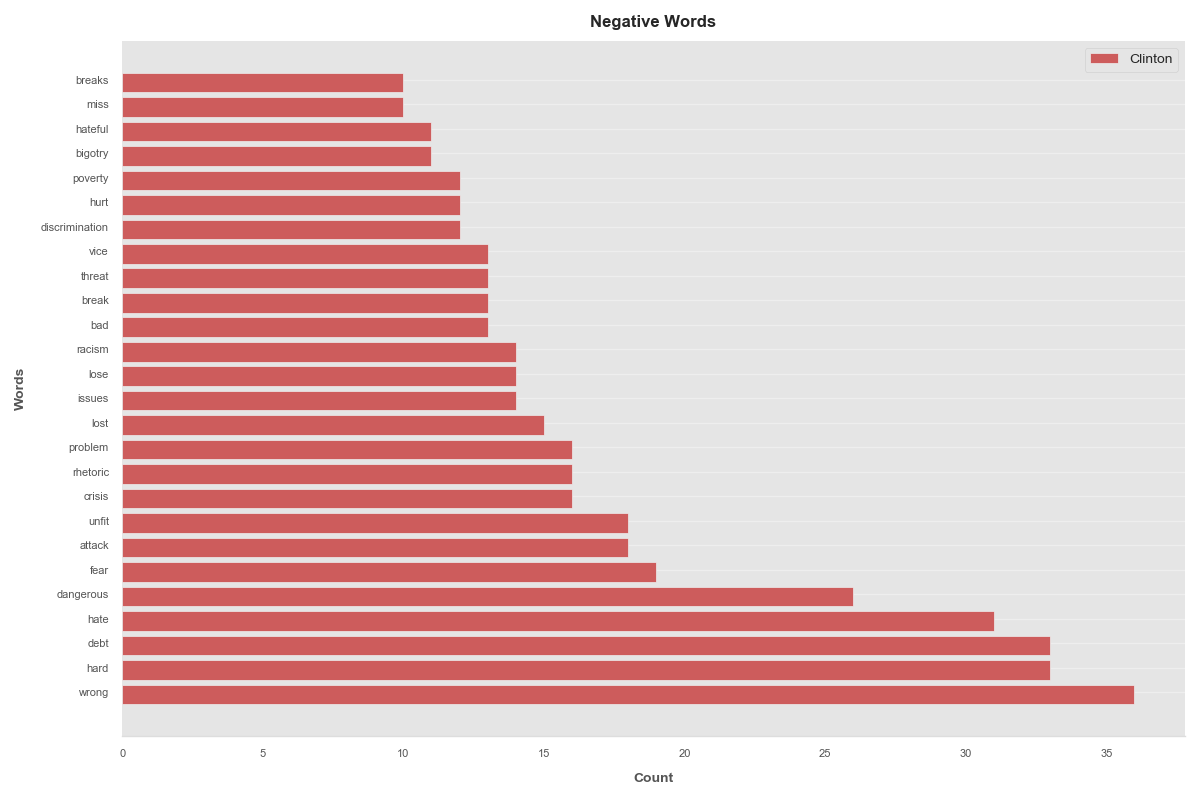 Negative Words
Clinton
breaks
miss
hateful
bigotry
poverty
hurt
discrimination
vice
threat
break
bad
racism
lose
issues
lost
problem
rhetoric
crisis
unfit
attack
fear
dangerous
hate
debt
hard
wrong
Words
0 5 10 15 20 25 30 35
Count